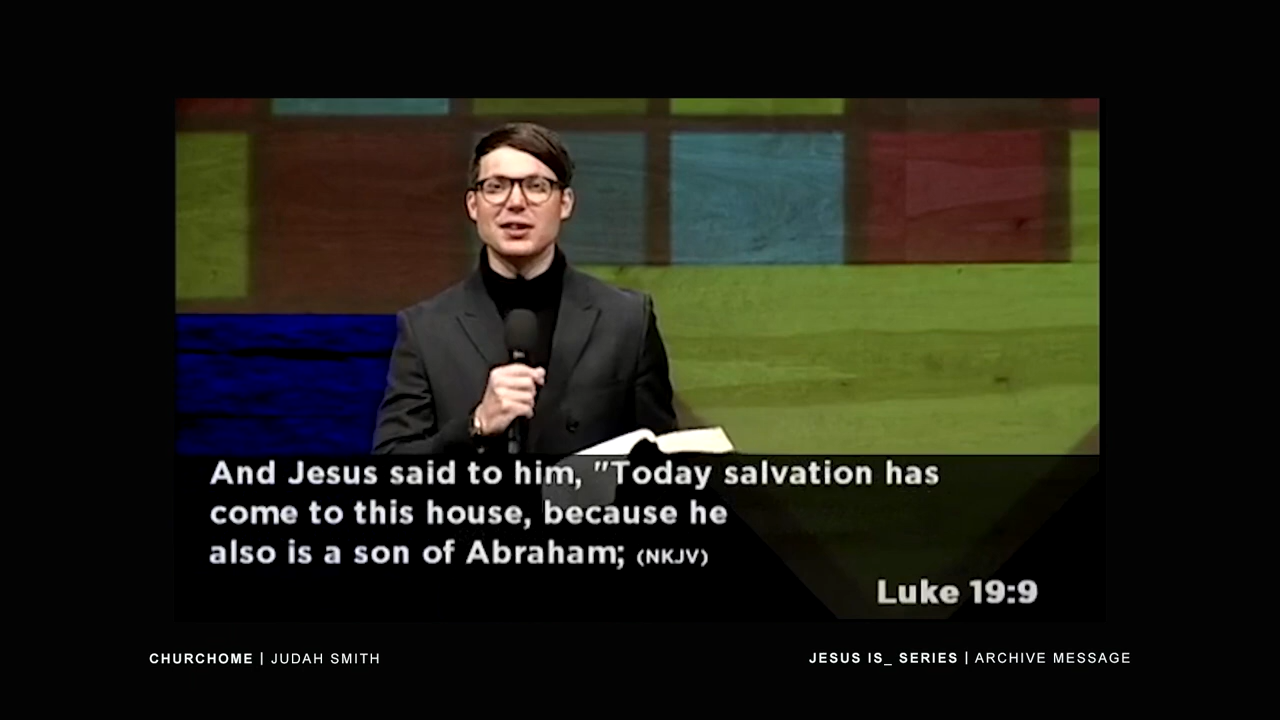 And Jesus said to him, "Today salvation has
come to this house, because he
also is a son of Abraham; (NKJV)
Luke 19:9
CHURCHOME | JUDAH SMITH
JESUS IS_ SERIES | ARCHIVE MESSAGE